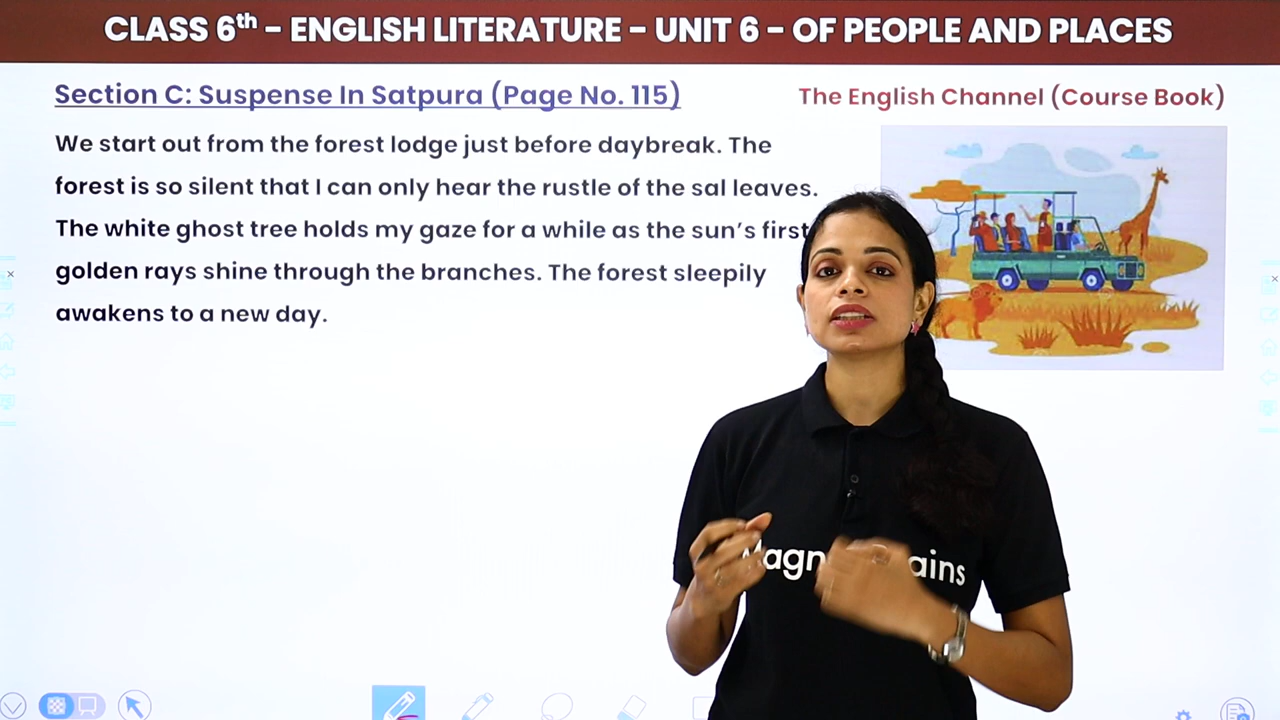 CLASS 6th – ENGLISH LITERATURE – UNIT 6 – OF PEOPLE AND PLACES
Section C: Suspense In Satpura (Page No. 115)
The English Channel (Course Book)
We start out from the forest lodge just before daybreak. The
forest is so silent that I can only hear the rustle of the sal leaves.
The white ghost tree holds my gaze for a while as the sun's first
golden rays shine through the branches. The forest sleepily
awakens to a new day.